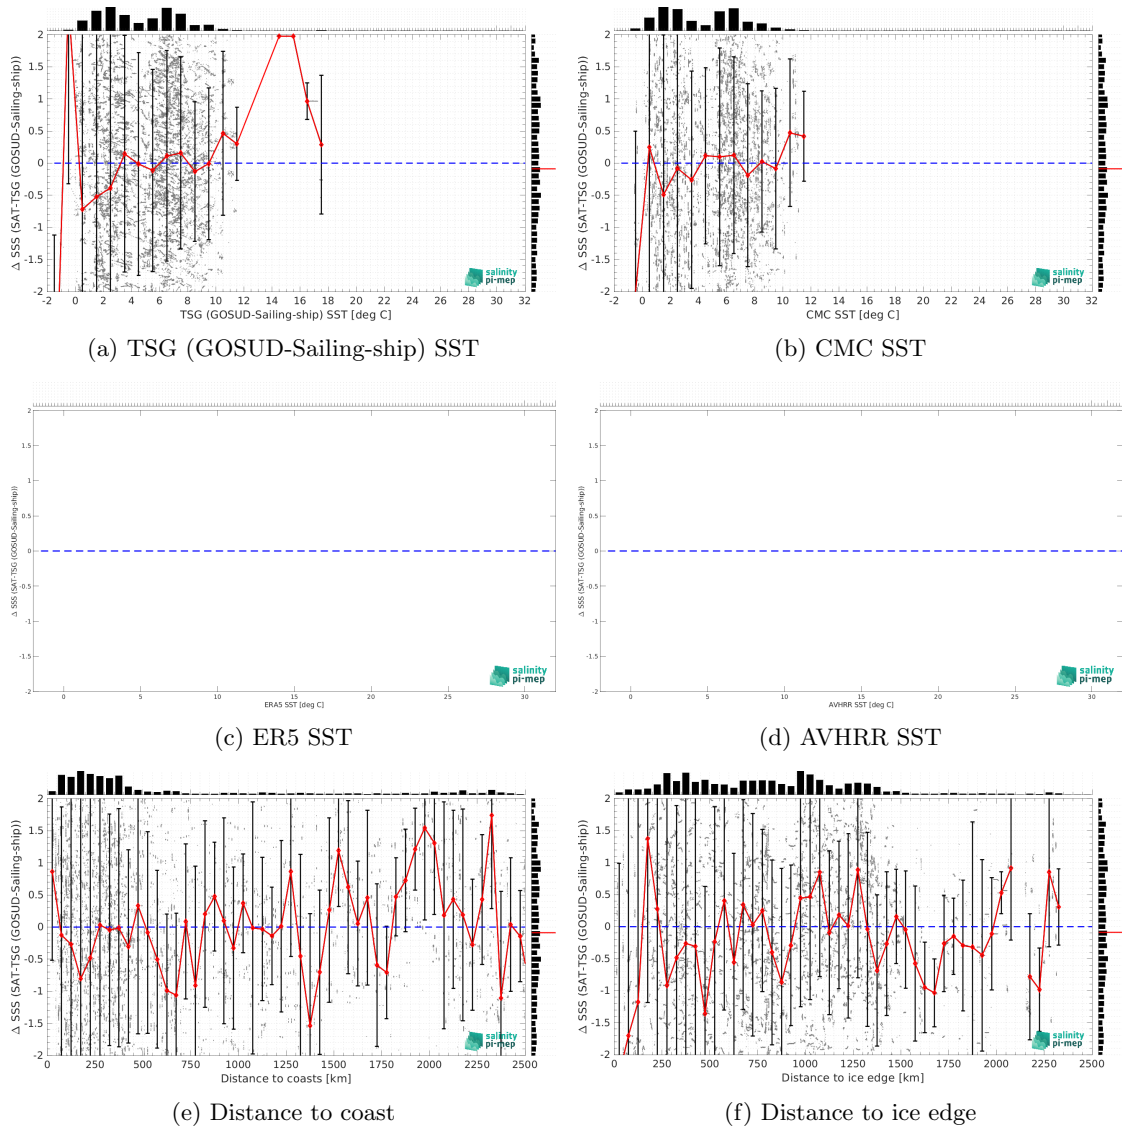 2
1.5
1
0.5
0
-0.5
-1
-1.5
-2
Δ SSS (SAT-TSG (GOSUD-Sailing-ship))
salinity
pi-mep
-2 0 2 4 6 8 10 12 14 16 18 20 22 24 26 28 30 32
TSG (GOSUD-Sailing-ship) SST [deg C]
(a) TSG (GOSUD-Sailing-ship) SST
2
1.5
1
0.5
0
-0.5
-1
-1.5
-2
Δ SSS (SAT-TSG (GOSUD-Sailing-ship))
salinity
pi-mep
-2 0 2 4 6 8 10 12 14 16 18 20 22 24 26 28 30 32
CMC SST [deg C]
(b) CMC SST
2
1.5
1
0.5
0
-0.5
-1
-1.5
-2
Δ SSS (SAT-TSG (GOSUD-Sailing-ship))
salinity
pi-mep
0 5 10 15 20 25 30
ERA5 SST [deg C]
(c) ER5 SST
2
1.5
1
0.5
0
-0.5
-1
-1.5
-2
Δ SSS (SAT-TSG (GOSUD-Sailing-ship))
salinity
pi-mep
0 5 10 15 20 25 30
AVHRR SST [deg C]
(d) AVHRR SST
2
1.5
1
0.5
0
-0.5
-1
-1.5
-2
Δ SSS (SAT-TSG (GOSUD-Sailing-ship))
salinity
pi-mep
0 250 500 750 1000 1250 1500 1750 2000 2250 2500
Distance to coasts [km]
(e) Distance to coast
2
1.5
1
0.5
0
-0.5
-1
-1.5
-2
Δ SSS (SAT-TSG (GOSUD-Sailing-ship))
salinity
pi-mep
0 250 500 750 1000 1250 1500 1750 2000 2250 2500
Distance to ice edge [km]
(f) Distance to ice edge